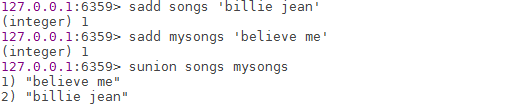 127.0.0.1:6359> sadd songs 'billie jean'
(integer) 1
127.0.0.1:6359> sadd mysongs 'believe me'
(integer) 1
127.0.0.1:6359> sunion songs mysongs
1) "believe me"
2) "billie jean"